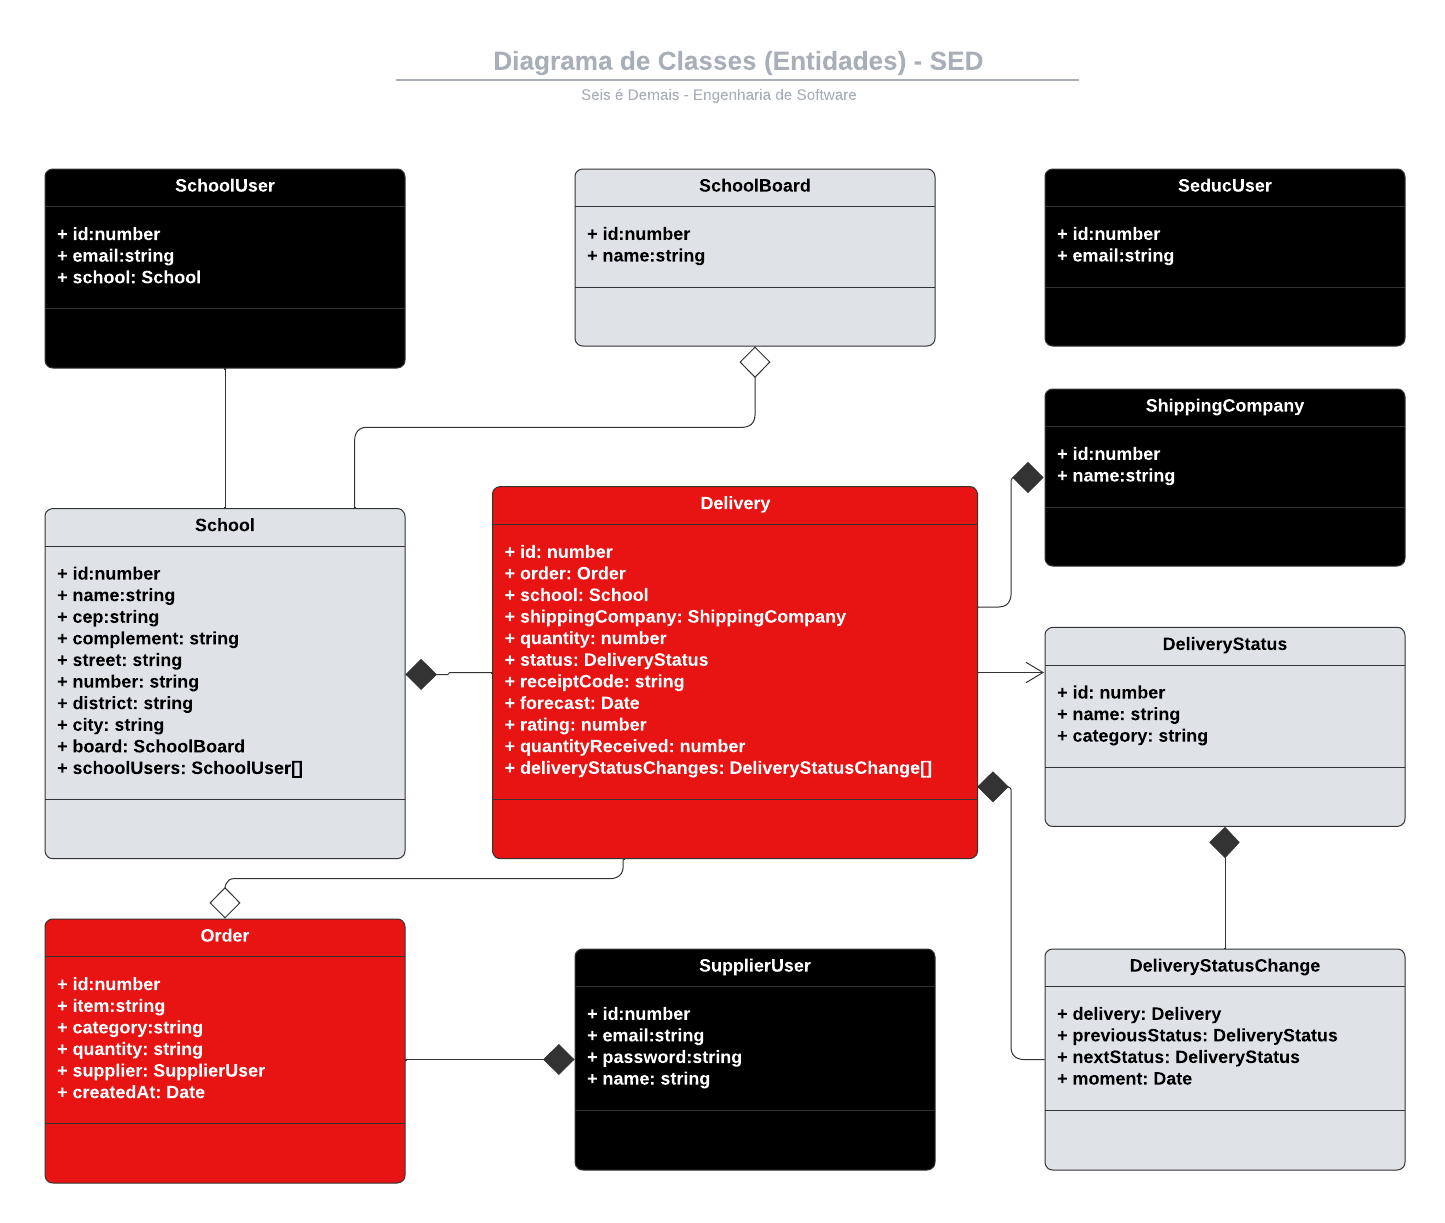 Diagrama de Classes (Entidades) - SED
Seis é Demais - Engenharia de Software
SchoolUser
+ id:number
+ email:string
+ school: School
SchoolBoard
+ id:number
+ name:string
SeducUser
+ id:number
+ email:string
ShippingCompany
+ id:number
+ name:string
School
+ id:number
+ name:string
+ cep:string
+ complement: string
+ street: string
+ number: string
+ district: string
+ city: string
+ board: SchoolBoard
+ schoolUsers: SchoolUser[]
Delivery
+ id: number
+ order: Order
+ school: School
+ shippingCompany: ShippingCompany
+ quantity: number
+ status: DeliveryStatus
+ receiptCode: string
+ forecast: Date
+ rating: number
+ quantityReceived: number
+ deliveryStatusChanges: DeliveryStatusChange[]
DeliveryStatus
+ id: number
+ name: string
+ category: string
Order
+ id:number
+ item:string
+ category:string
+ quantity: string
+ supplier: SupplierUser
+ createdAt: Date
SupplierUser
+ id:number
+ email:string
+ password:string
+ name: string
DeliveryStatusChange
+ delivery: Delivery
+ previousStatus: DeliveryStatus
+ nextStatus: DeliveryStatus
+ moment: Date